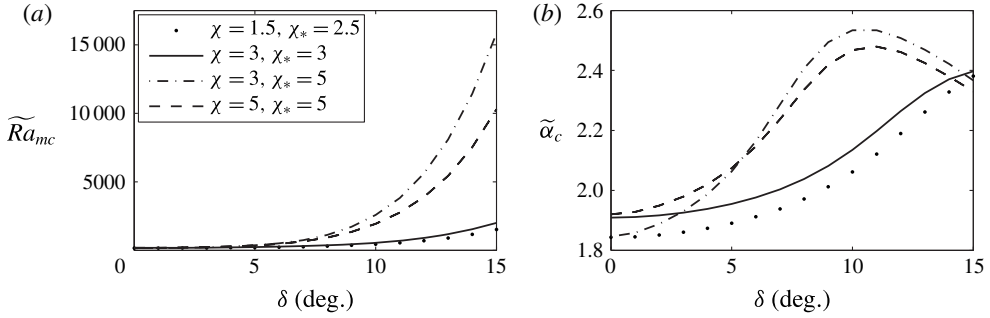 (a)
χ = 1.5, χ* = 2.5
χ = 3, χ* = 3
χ = 3, χ* = 5
χ = 5, χ* = 5
15 000
10 000
5000
0
R̃a_mc
0 5 10 15
δ (deg.)
(b)
2.6
2.4
2.2
2.0
1.8
α̃_c
0 5 10 15
δ (deg.)